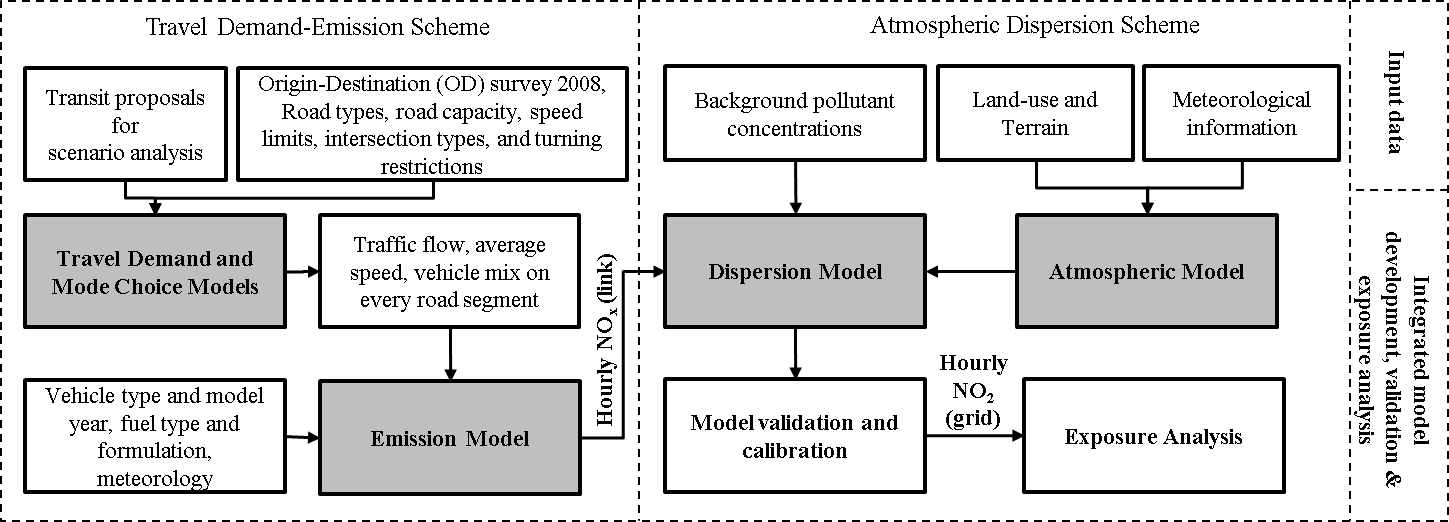 Travel Demand-Emission Scheme
Transit proposals
for
scenario analysis
Origin-Destination (OD) survey 2008,
Road types, road capacity, speed
limits, intersection types, and turning
restrictions
Travel Demand and
Mode Choice Models
Traffic flow, average
speed, vehicle mix on
every road segment
Vehicle type and model
year, fuel type and
formulation,
meteorology
Emission Model
Hourly NOx (link)
Atmospheric Dispersion Scheme
Background pollutant
concentrations
Land-use and
Terrain
Meteorological
information
Dispersion Model
Atmospheric Model
Model validation and
calibration
Hourly
NO2
(grid)
Exposure Analysis
Input data
Integrated model
development, validation &
exposure analysis